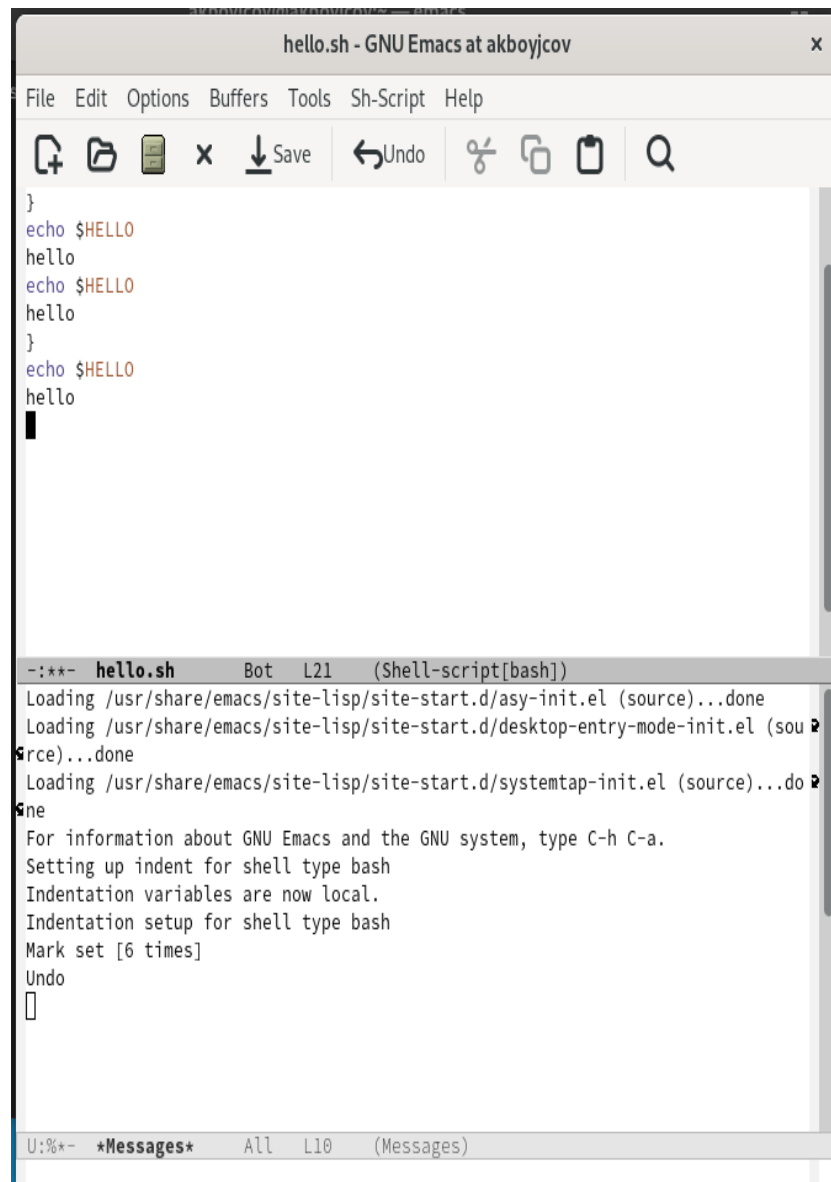 hello.sh - GNU Emacs at akboyjcov
File Edit Options Buffers Tools Sh-Script Help
Save Undo
}
echo $HELLO
hello
echo $HELLO
hello
}
echo $HELLO
hello
-:**- hello.sh Bot L21 (Shell-script[bash])
Loading /usr/share/emacs/site-lisp/site-start.d/asy-init.el (source)...done
Loading /usr/share/emacs/site-lisp/site-start.d/desktop-entry-mode-init.el (sou
rce)...done
Loading /usr/share/emacs/site-lisp/site-start.d/systemtap-init.el (source)...do
ne
For information about GNU Emacs and the GNU system, type C-h C-a.
Setting up indent for shell type bash
Indentation variables are now local.
Indentation setup for shell type bash
Mark set [6 times]
Undo
U:%*- *Messages* All L10 (Messages)